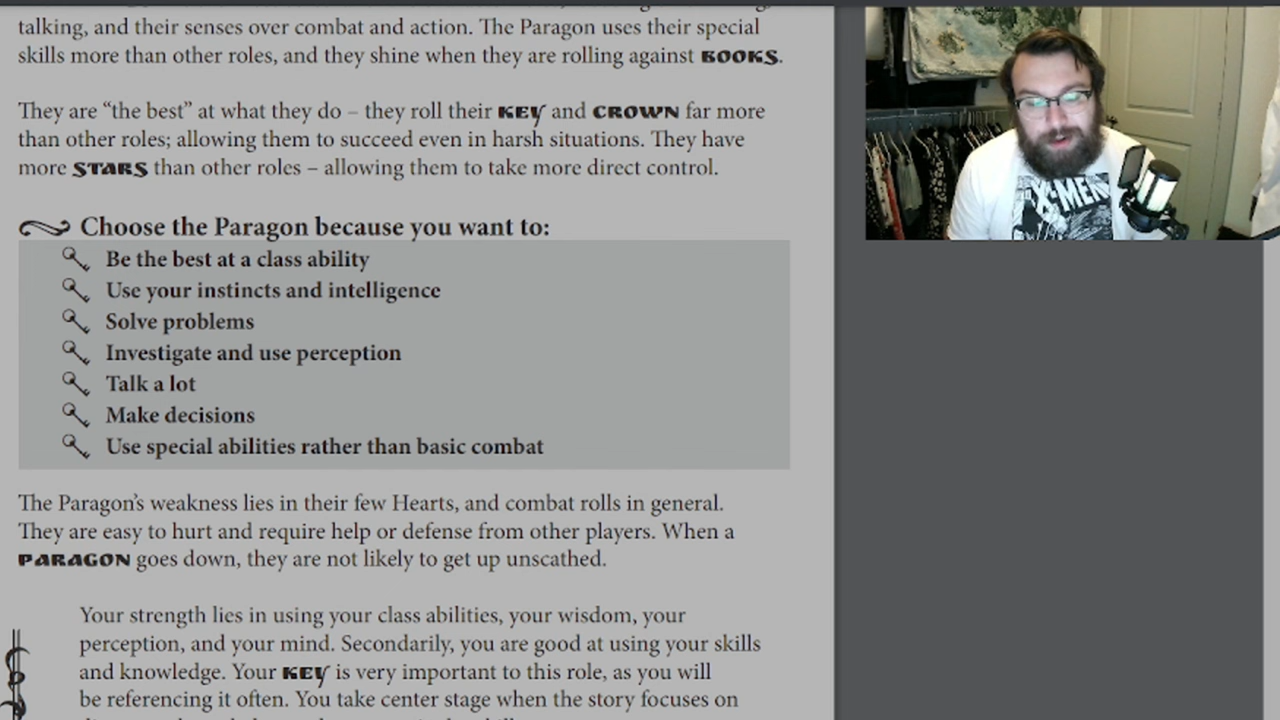 talking, and their senses over combat and action. The Paragon uses their special
skills more than other roles, and they shine when they are rolling against BOOKS.
They are “the best” at what they do – they roll their KEY and CROWN far more
than other roles; allowing them to succeed even in harsh situations. They have
more STARS than other roles – allowing them to take more direct control.
Choose the Paragon because you want to:
Be the best at a class ability
Use your instincts and intelligence
Solve problems
Investigate and use perception
Talk a lot
Make decisions
Use special abilities rather than basic combat
The Paragon’s weakness lies in their few Hearts, and combat rolls in general.
They are easy to hurt and require help or defense from other players. When a
PARAGON goes down, they are not likely to get up unscathed.
Your strength lies in using your class abilities, your wisdom, your
perception, and your mind. Secondarily, you are good at using your skills
and knowledge. Your KEY is very important to this role, as you will
be referencing it often. You take center stage when the story focuses on
X-MEN